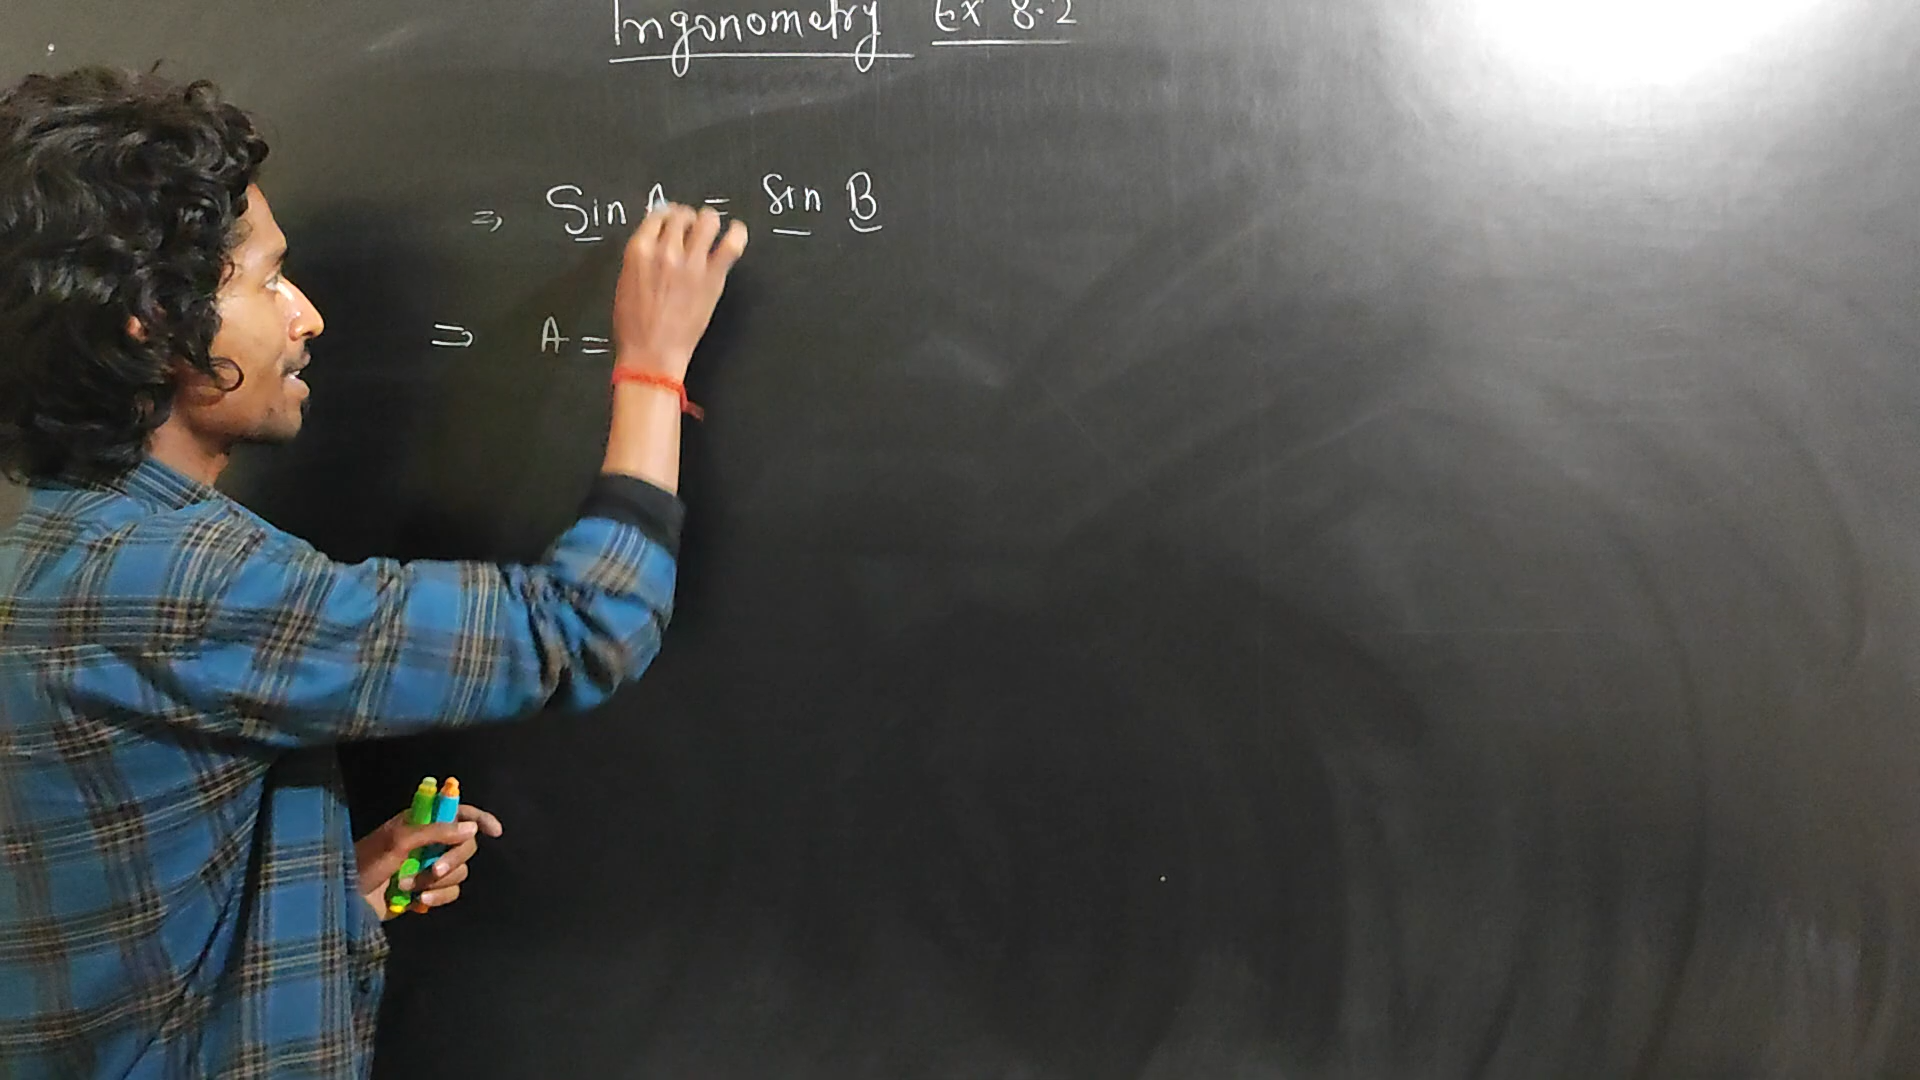 Trigonometry Ex 8.2
⇒ Sin A = Sin B
⇒ A =